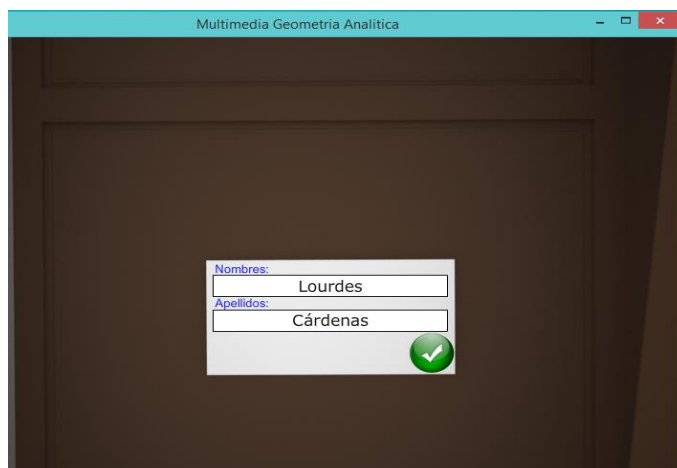 Multimedia Geometria Analitica
Nombres:
Lourdes
Apellidos:
Cárdenas